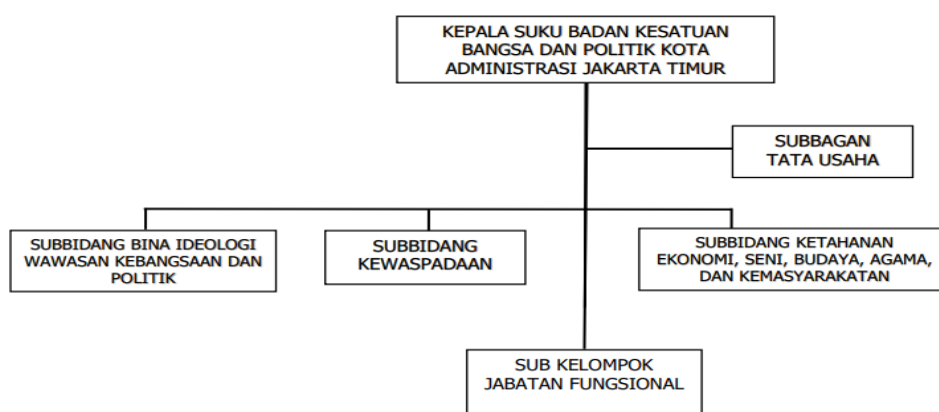 KEPALA SUKU BADAN KESATUAN
BANGSA DAN POLITIK KOTA
ADMINISTRASI JAKARTA TIMUR
SUBBAGAN
TATA USAHA
SUBBIDANG BINA IDEOLOGI
WAWASAN KEBANGSAAN DAN
POLITIK
SUBBIDANG
KEWASPADAAN
SUBBIDANG KETAHANAN
EKONOMI, SENI, BUDAYA, AGAMA,
DAN KEMASYARAKATAN
SUB KELOMPOK
JABATAN FUNGSIONAL